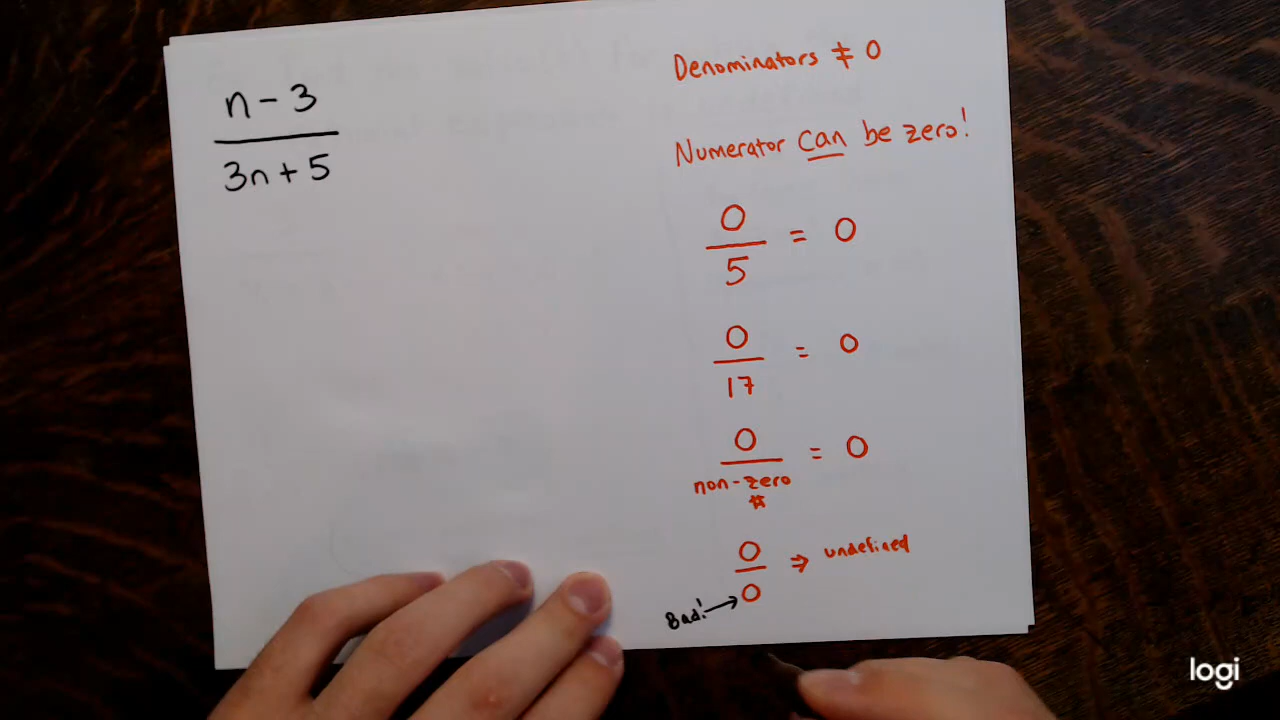 n - 3
3n + 5
Denominators ≠ 0
Numerator can be zero!
0
5
= 0
0
17
= 0
0
non-zero
#
= 0
0
0
⇒ undefined
Bad! →
logi